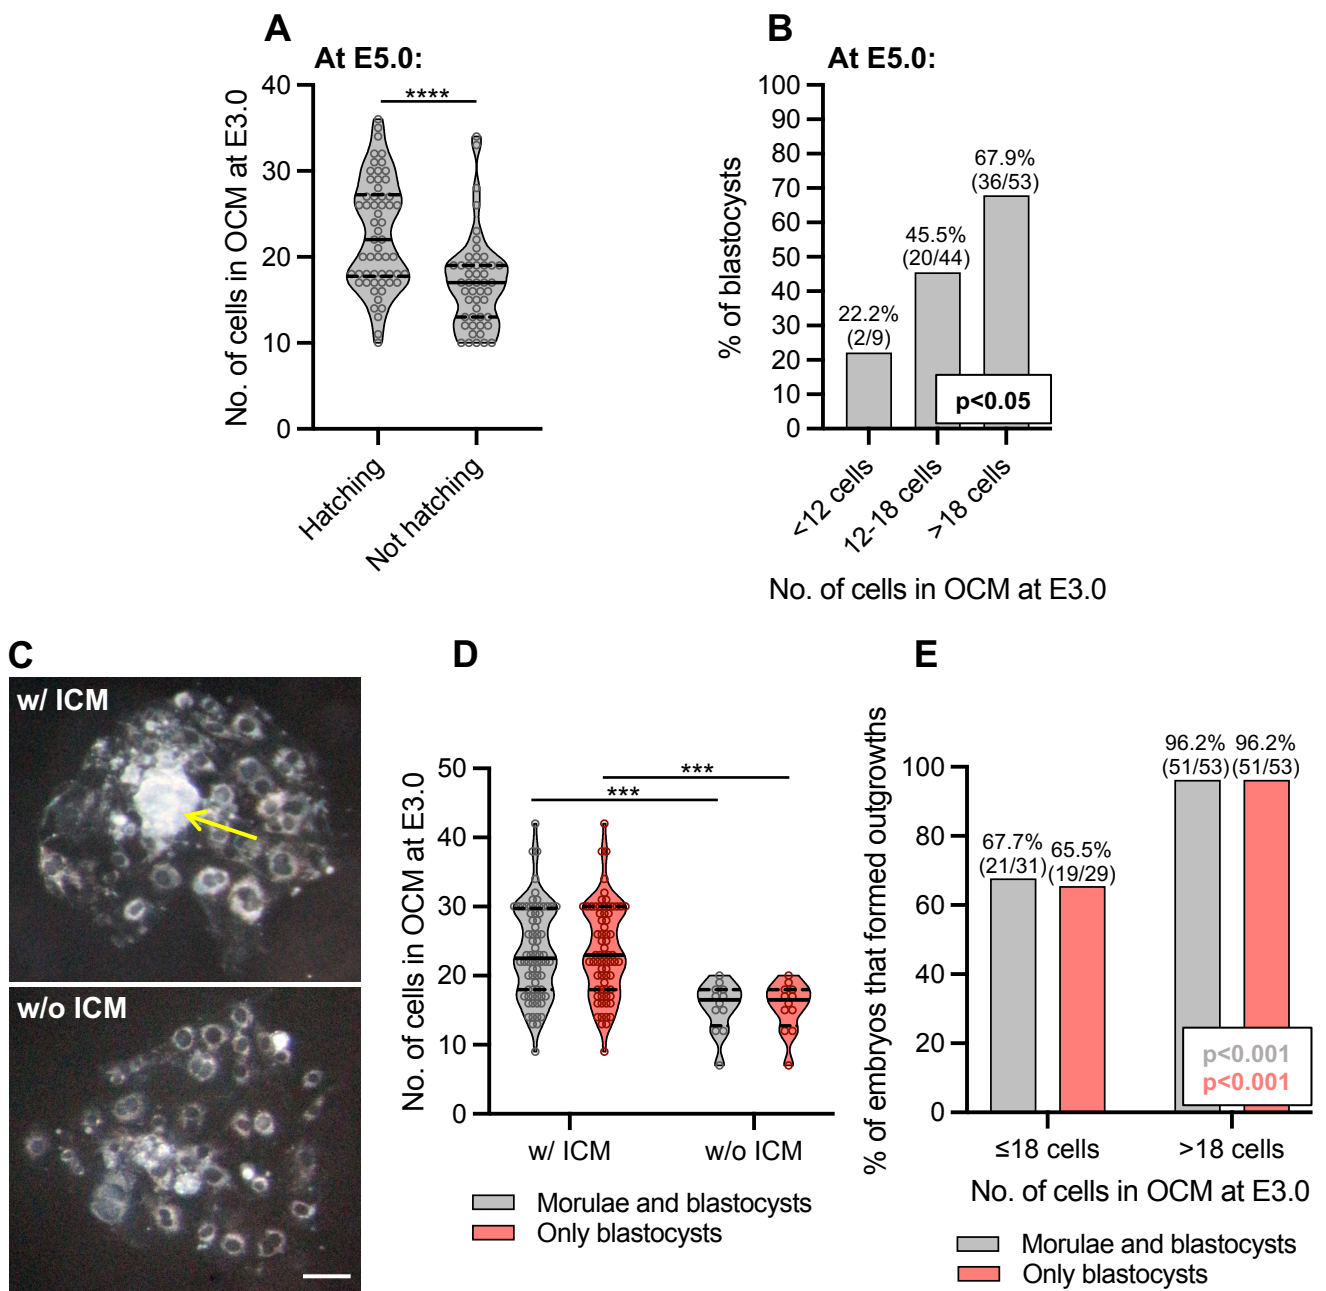 A
At E5.0:
No. of cells in OCM at E3.0
40
30
20
10
0
****
Hatching
Not hatching
B
At E5.0:
% of blastocysts
100
90
80
70
60
50
40
30
20
10
0
22.2%
(2/9)
45.5%
(20/44)
67.9%
(36/53)
p<0.05
<12 cells
12-18 cells
>18 cells
No. of cells in OCM at E3.0
C
w/ ICM
w/o ICM
D
No. of cells in OCM at E3.0
50
40
30
20
10
0
***
***
w/ ICM
w/o ICM
Morulae and blastocysts
Only blastocysts
E
% of embryos that formed outgrowths
100
80
60
40
20
0
67.7%
(21/31)
65.5%
(19/29)
96.2%
(51/53)
96.2%
(51/53)
p<0.001
p<0.001
≤18 cells
>18 cells
No. of cells in OCM at E3.0
Morulae and blastocysts
Only blastocysts